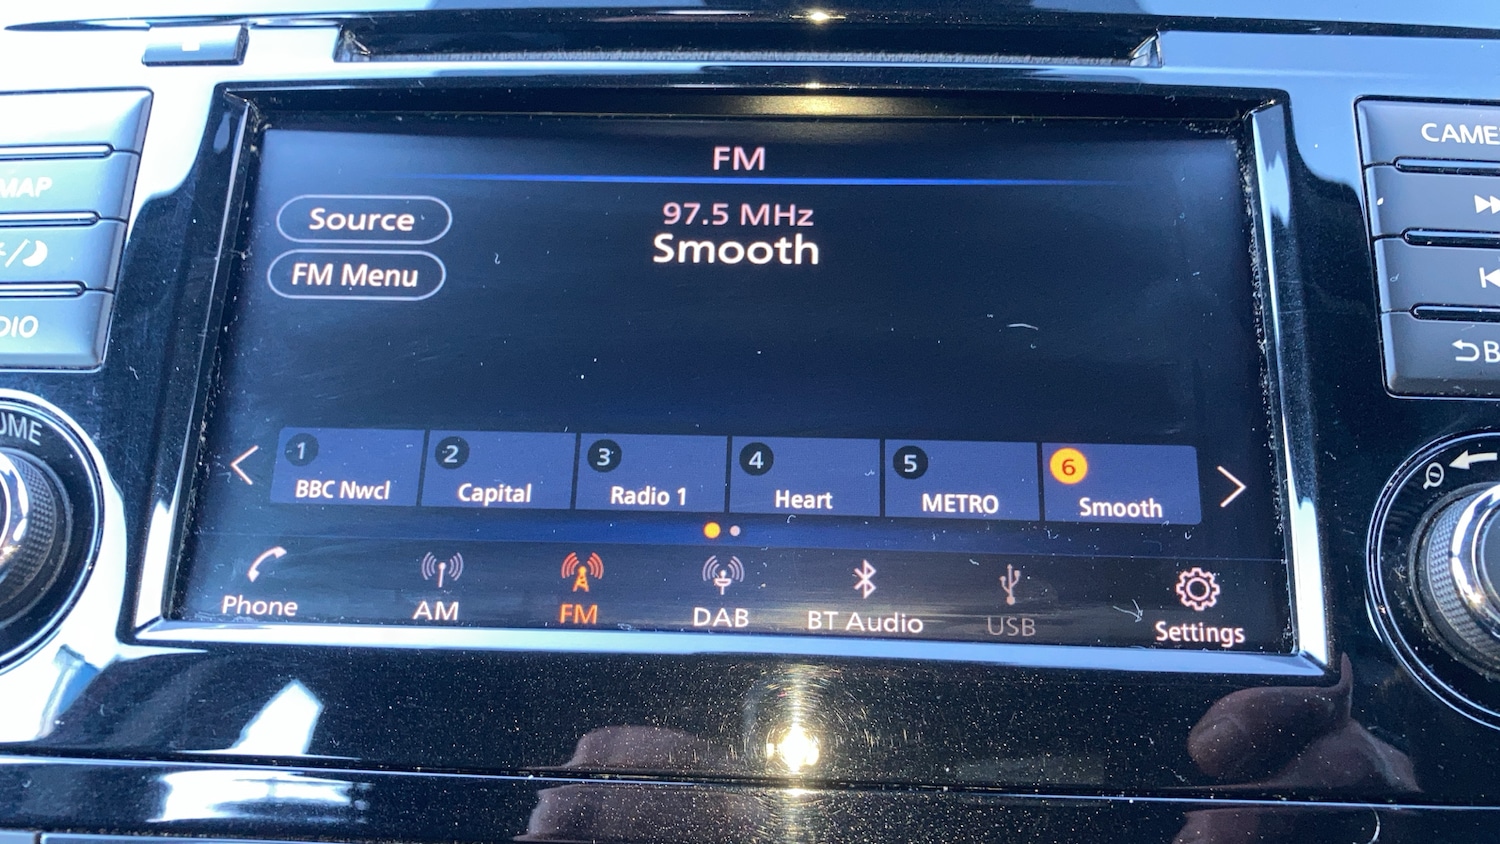 FM
Source
97.5 MHz
Smooth
FM Menu
1
BBC Nwcl
2
Capital
3
Radio 1
4
Heart
5
METRO
6
Smooth
Phone
AM
FM
DAB
BT Audio
USB
Settings
MAP
DIO
UME
CAME
B